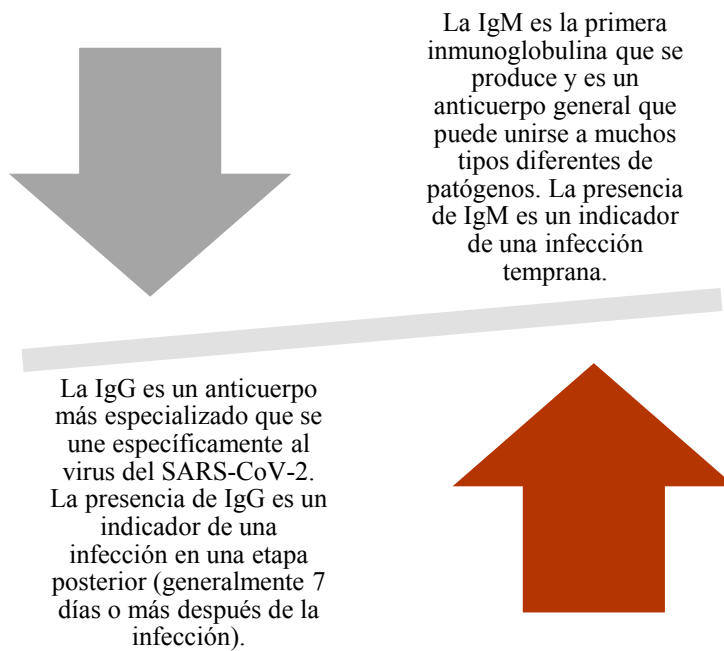 La IgM es la primera
inmunoglobulina que se
produce y es un
anticuerpo general que
puede unirse a muchos
tipos diferentes de
patógenos. La presencia
de IgM es un indicador
de una infección
temprana.
La IgG es un anticuerpo
más especializado que se
une específicamente al
virus del SARS-CoV-2.
La presencia de IgG es un
indicador de una
infección en una etapa
posterior (generalmente 7
días o más después de la
infección).